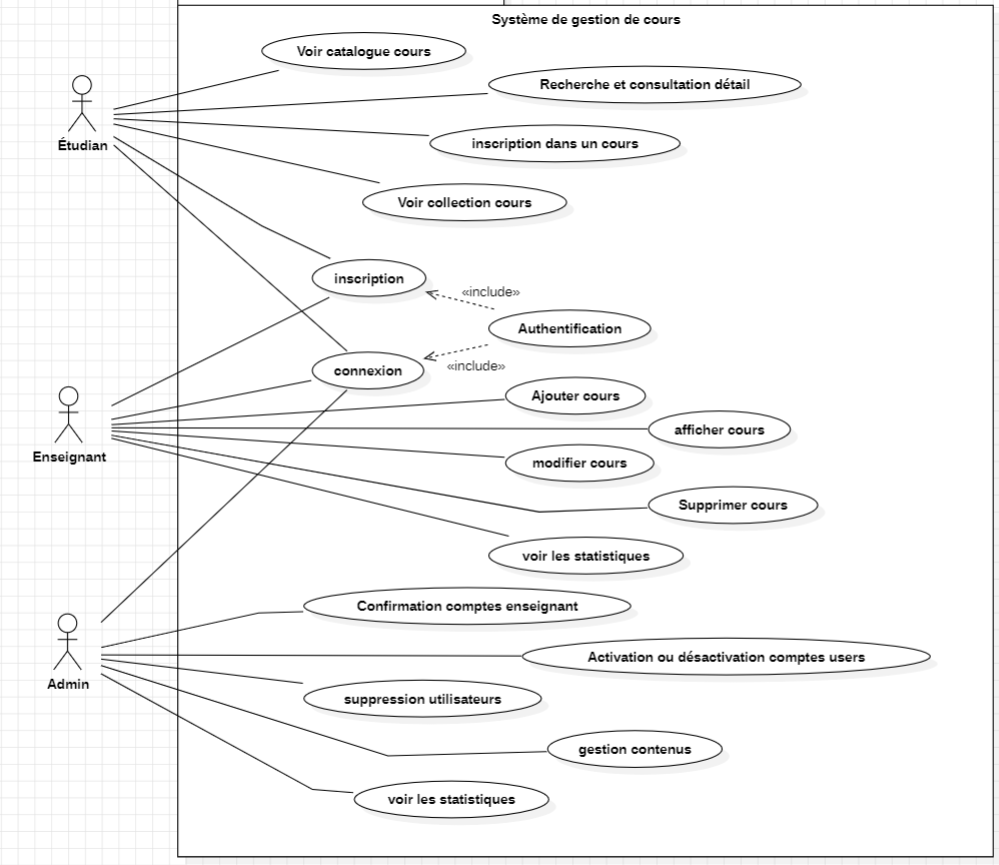 Système de gestion de cours
Voir catalogue cours
Recherche et consultation détail
Étudian
inscription dans un cours
Voir collection cours
inscription
«include»
Authentification
connexion
«include»
Ajouter cours
Enseignant
afficher cours
modifier cours
Supprimer cours
voir les statistiques
Confirmation comptes enseignant
Activation ou désactivation comptes users
Admin
suppression utilisateurs
gestion contenus
voir les statistiques